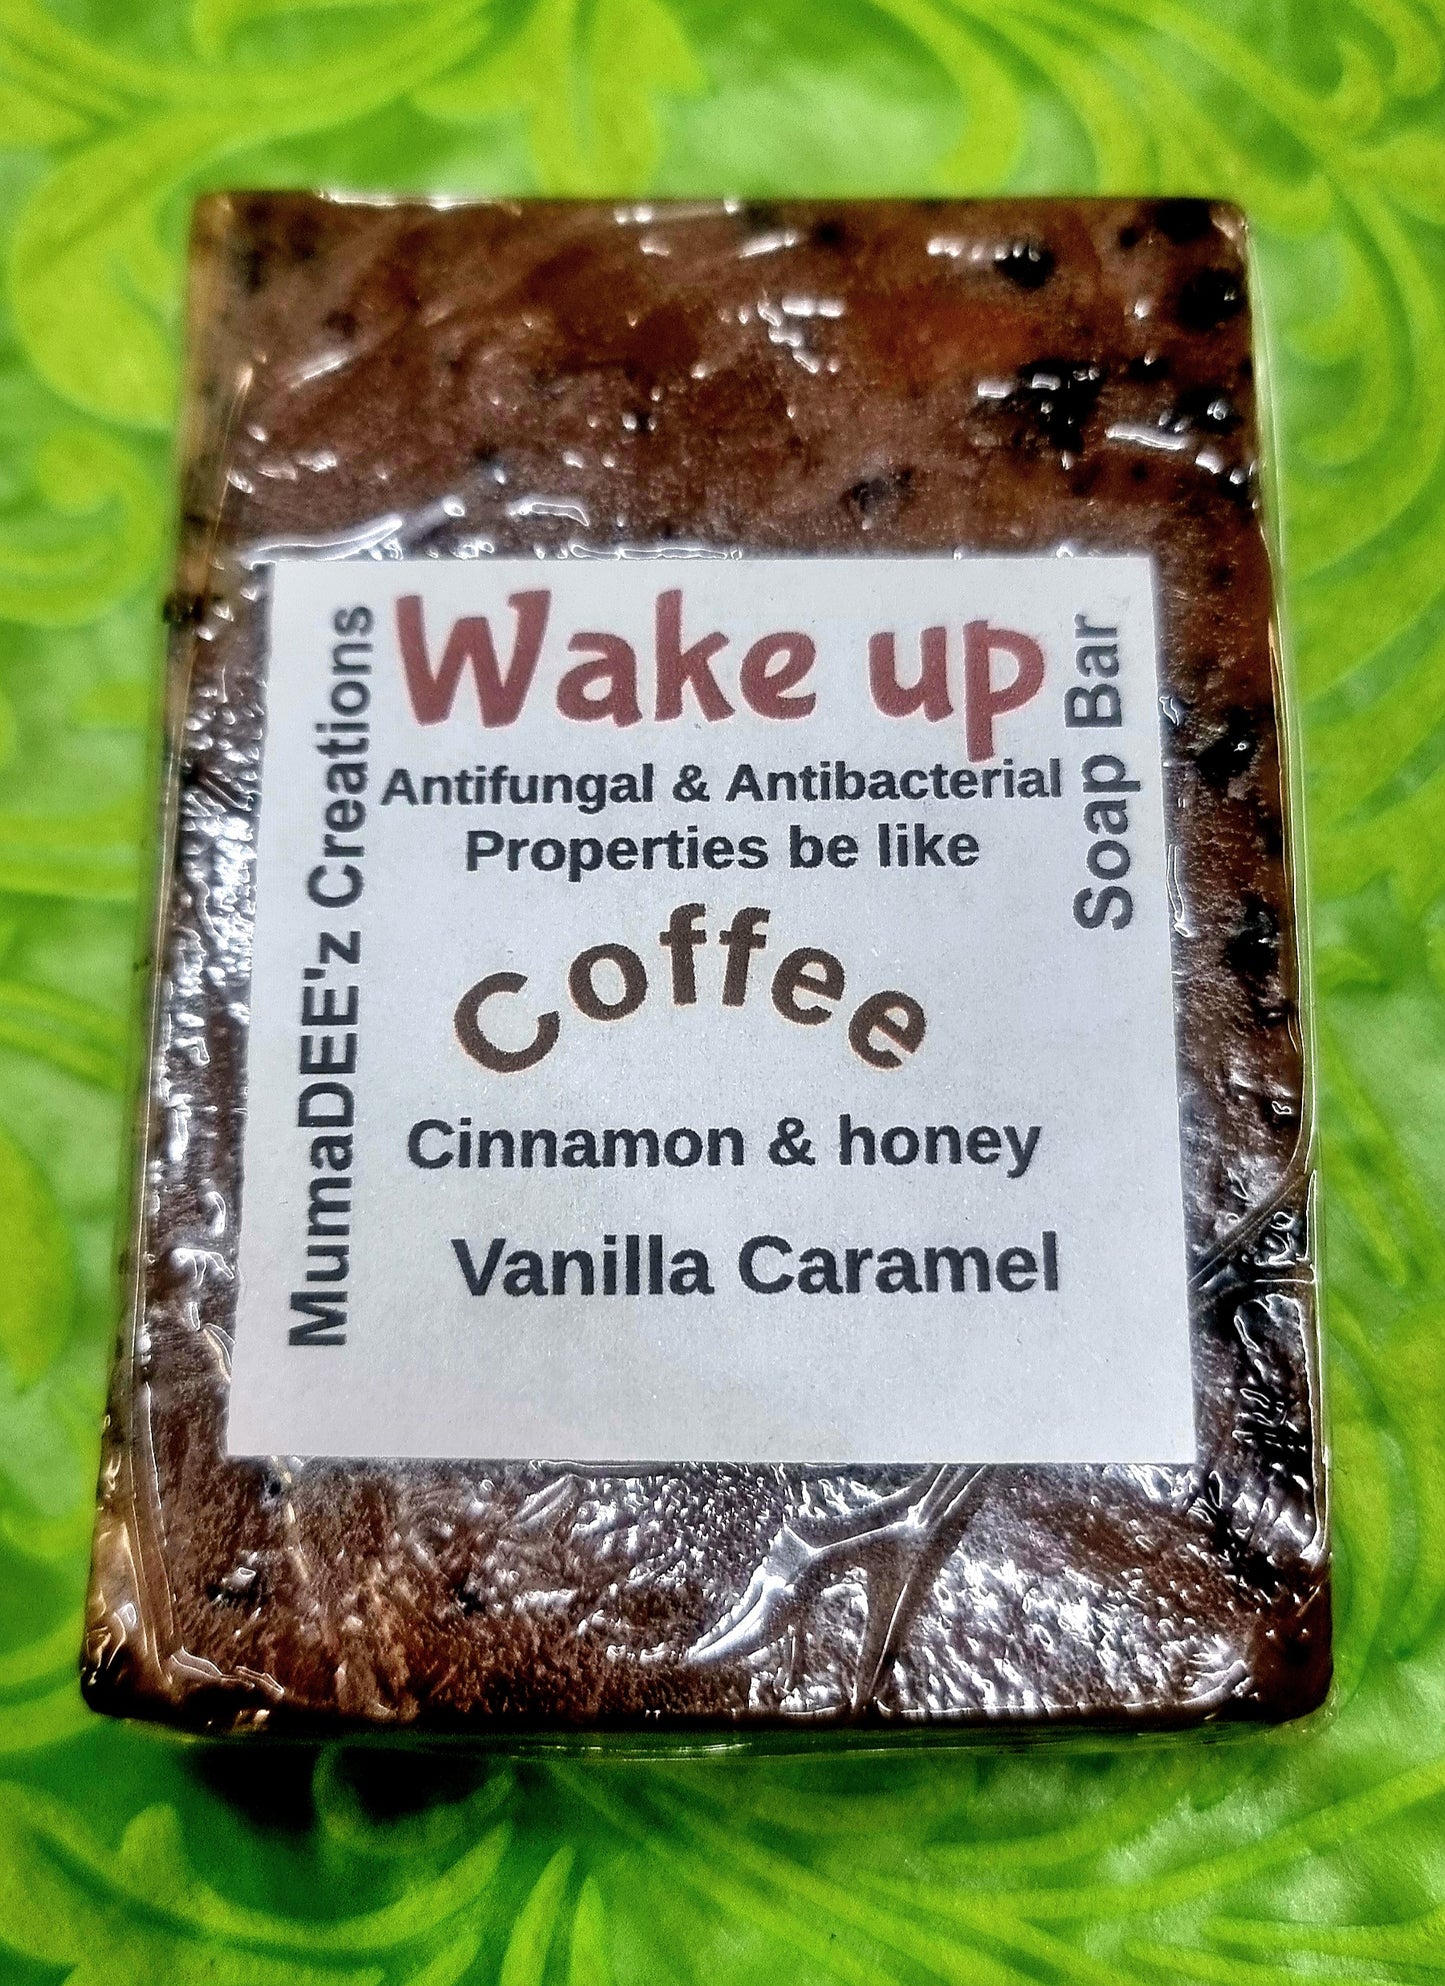 MumaDEE'z Creations
Wake up
Soap Bar
Antifungal & Antibacterial
Properties be like
Coffee
Cinnamon & honey
Vanilla Caramel